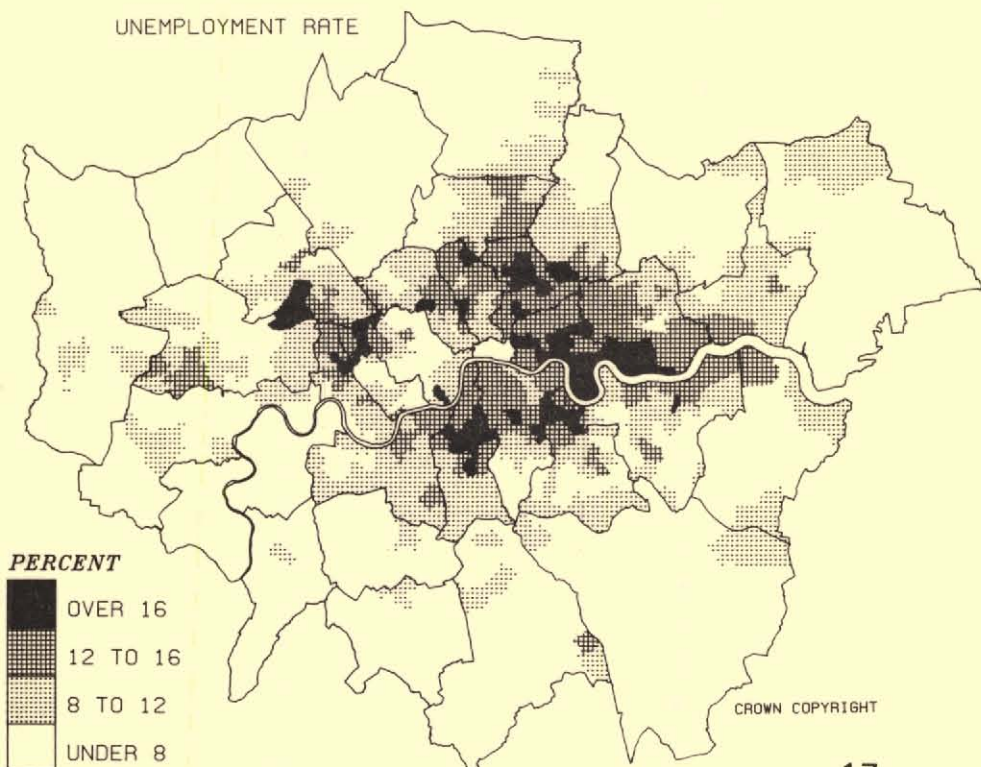 UNEMPLOYMENT RATE
PERCENT
OVER 16
12 TO 16
8 TO 12
UNDER 8
CROWN COPYRIGHT